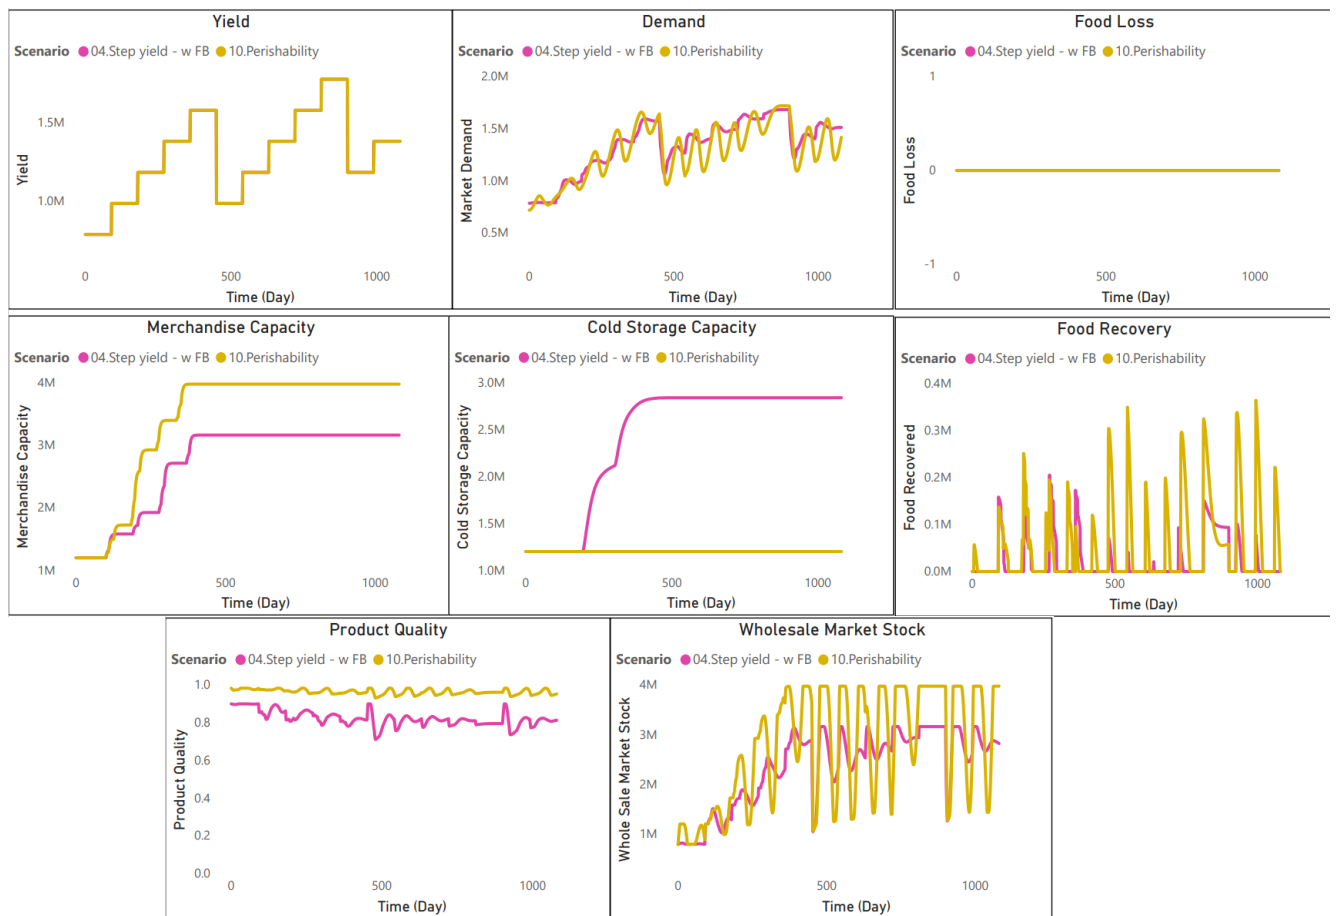 Yield
Scenario 04.Step yield - w FB 10.Perishability
Yield
1.5M
1.0M
0
500
1000
Time (Day)
Demand
Scenario 04.Step yield - w FB 10.Perishability
Market Demand
2.0M
1.5M
1.0M
0.5M
0
500
1000
Time (Day)
Food Loss
Scenario 04.Step yield - w FB 10.Perishability
Food Loss
1
0
-1
0
500
1000
Time (Day)
Merchandise Capacity
Scenario 04.Step yield - w FB 10.Perishability
Merchandise Capacity
4M
3M
2M
1M
0
500
1000
Time (Day)
Cold Storage Capacity
Scenario 04.Step yield - w FB 10.Perishability
Cold Storage Capacity
3.0M
2.5M
2.0M
1.5M
1.0M
0
500
1000
Time (Day)
Food Recovery
Scenario 04.Step yield - w FB 10.Perishability
Food Recovered
0.4M
0.3M
0.2M
0.1M
0.0M
0
500
1000
Time (Day)
Product Quality
Scenario 04.Step yield - w FB 10.Perishability
Product Quality
1.0
0.8
0.6
0.4
0.2
0.0
0
500
1000
Time (Day)
Wholesale Market Stock
Scenario 04.Step yield - w FB 10.Perishability
Whole Sale Market Stock
4M
3M
2M
1M
0
500
1000
Time (Day)